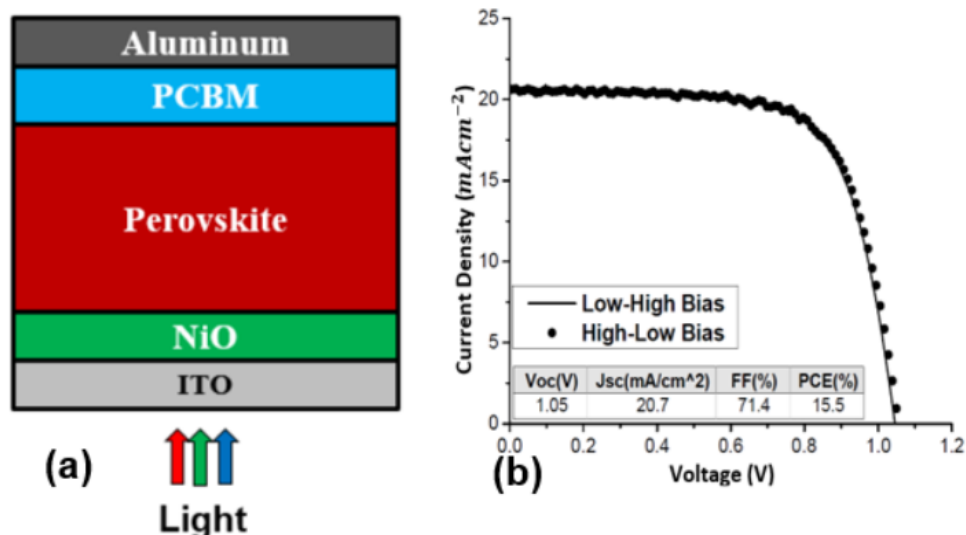 Aluminum
PCBM
Perovskite
NiO
ITO
(a)
Light
25
20
15
10
5
0
Current Density (mAcm⁻²)
Low-High Bias
High-Low Bias
Voc(V) Jsc(mA/cm^2) FF(%) PCE(%)
1.05 20.7 71.4 15.5
0.0 0.2 0.4 0.6 0.8 1.0 1.2
(b) Voltage (V)